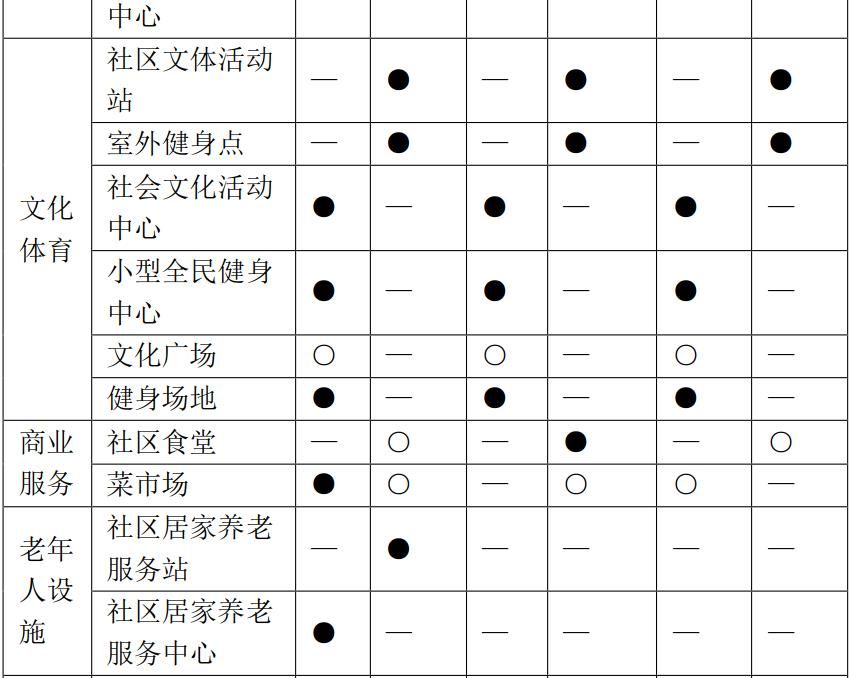 中心
文化
体育
社区文体活动
站
— ● — ● — ●
室外健身点 — ● — ● — ●
社会文化活动
中心
● — ● — ● —
小型全民健身
中心
● — ● — ● —
文化广场 ○ — ○ — ○ —
健身场地 ● — ● — ● —
商业
服务
社区食堂 — ○ — ● — ○
菜市场 ● ○ — ○ ○ —
老年
人设
施
社区居家养老
服务站
— ● — — — —
社区居家养老
服务中心
● — — — — —